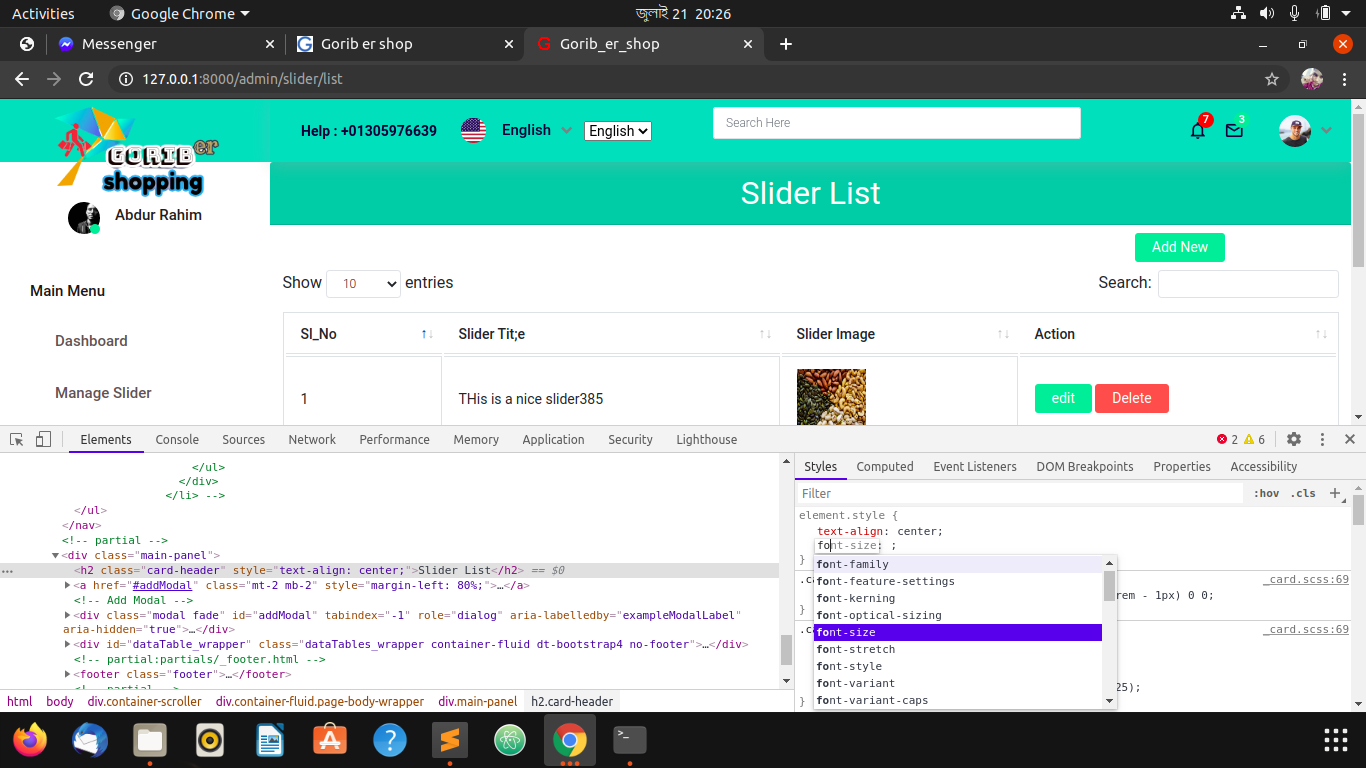 Activities
Google Chrome
জুলাই 21 20:26
Messenger
Gorib er shop
Gorib_er_shop
127.0.0.1:8000/admin/slider/list
GORIB er
shopping
Help : +01305976639
English
English
Search Here
7
3
Abdur Rahim
Slider List
Add New
Main Menu
Dashboard
Manage Slider
Show 10 entries
Search:
Sl_No
Slider Tit;e
Slider Image
Action
1
THis is a nice slider385
edit
Delete
Elements
Console
Sources
Network
Performance
Memory
Application
Security
Lighthouse
2
6
</ul>
</div>
</li> -->
</ul>
</nav>
<!-- partial -->
<div class="main-panel">
... <h2 class="card-header" style="text-align: center;">Slider List</h2> == $0
<a href="#addModal" class="mt-2 mb-2" style="margin-left: 80%;">…</a>
<!-- Add Modal -->
<div class="modal fade" id="addModal" tabindex="-1" role="dialog" aria-labelledby="exampleModalLabel"
aria-hidden="true">…</div>
<div id="dataTable_wrapper" class="dataTables_wrapper container-fluid dt-bootstrap4 no-footer">…</div>
<!-- partial:partials/_footer.html -->
<footer class="footer">…</footer>
html
body
div.container-scroller
div.container-fluid.page-body-wrapper
div.main-panel
h2.card-header
Styles
Computed
Event Listeners
DOM Breakpoints
Properties
Accessibility
Filter
:hov
.cls
element.style {
text-align: center;
font-size: ;
}
font-family
font-feature-settings
font-kerning
font-optical-sizing
font-size
font-stretch
font-style
font-variant
font-variant-caps
.ca
_card.scss:69
rem - 1px) 0 0;
}
.c
_card.scss:69
25);
}